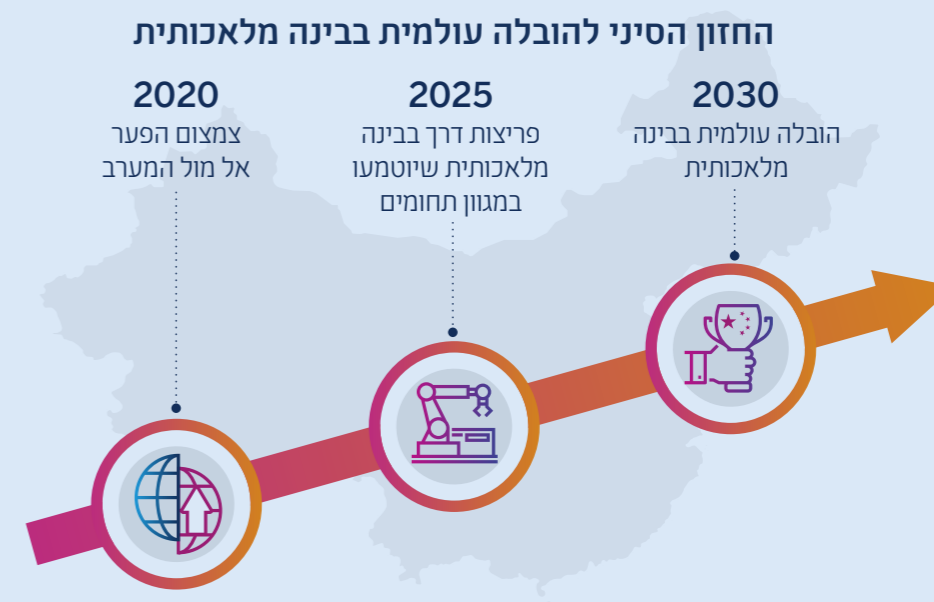 החזון הסיני להובלה עולמית בבינה מלאכותית
2020
צמצום הפער
אל מול המערב
2025
פריצות דרך בבינה
מלאכותית שיוטמעו
במגוון תחומים
2030
הובלה עולמית בבינה
מלאכותית